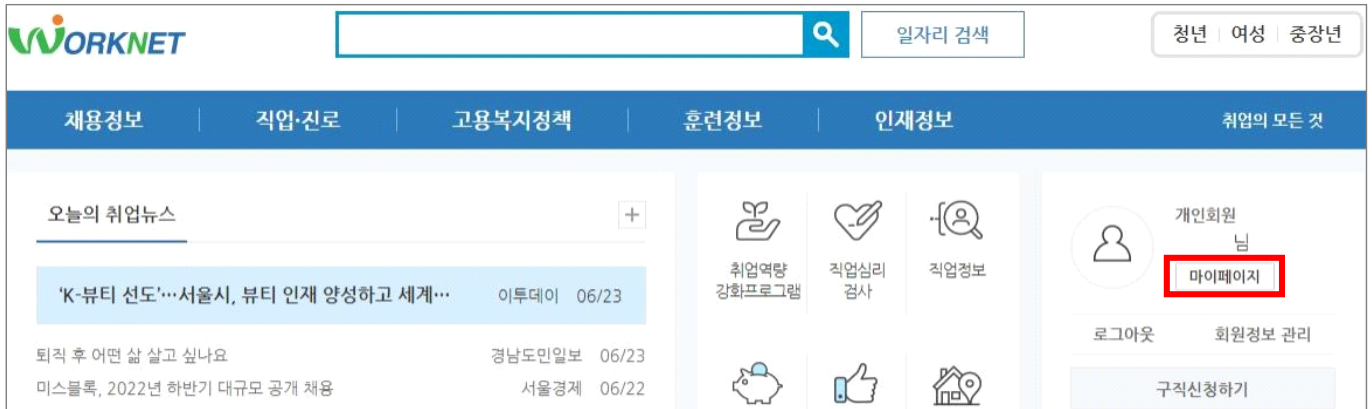 WORKNET
일자리 검색
청년 여성 중장년
채용정보 직업·진로 고용복지정책 훈련정보 인재정보 취업의 모든 것
오늘의 취업뉴스 +
'K-뷰티 선도'…서울시, 뷰티 인재 양성하고 세계… 이투데이 06/23
퇴직 후 어떤 삶 살고 싶나요 경남도민일보 06/23
미스블록, 2022년 하반기 대규모 공개 채용 서울경제 06/22
취업역량
강화프로그램
직업심리
검사
직업정보
개인회원
님
마이페이지
로그아웃 회원정보 관리
구직신청하기